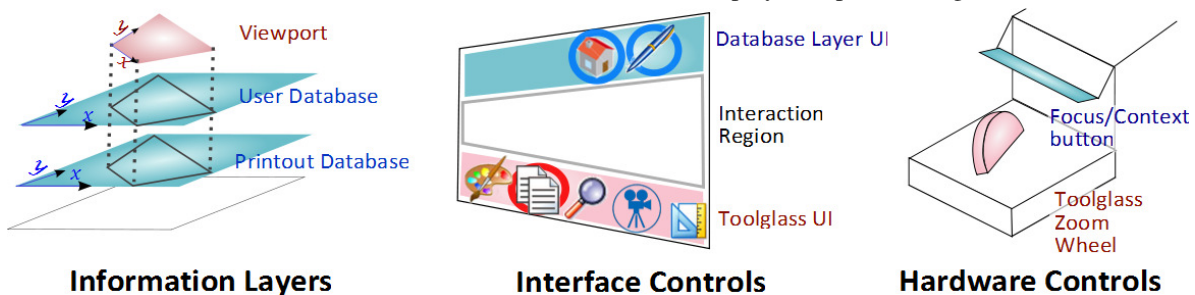 y
x
Viewport
y
x
User Database
y
x
Printout Database
Information Layers
Database Layer UI
Interaction
Region
Toolglass UI
Interface Controls
Focus/Context
button
Toolglass
Zoom
Wheel
Hardware Controls